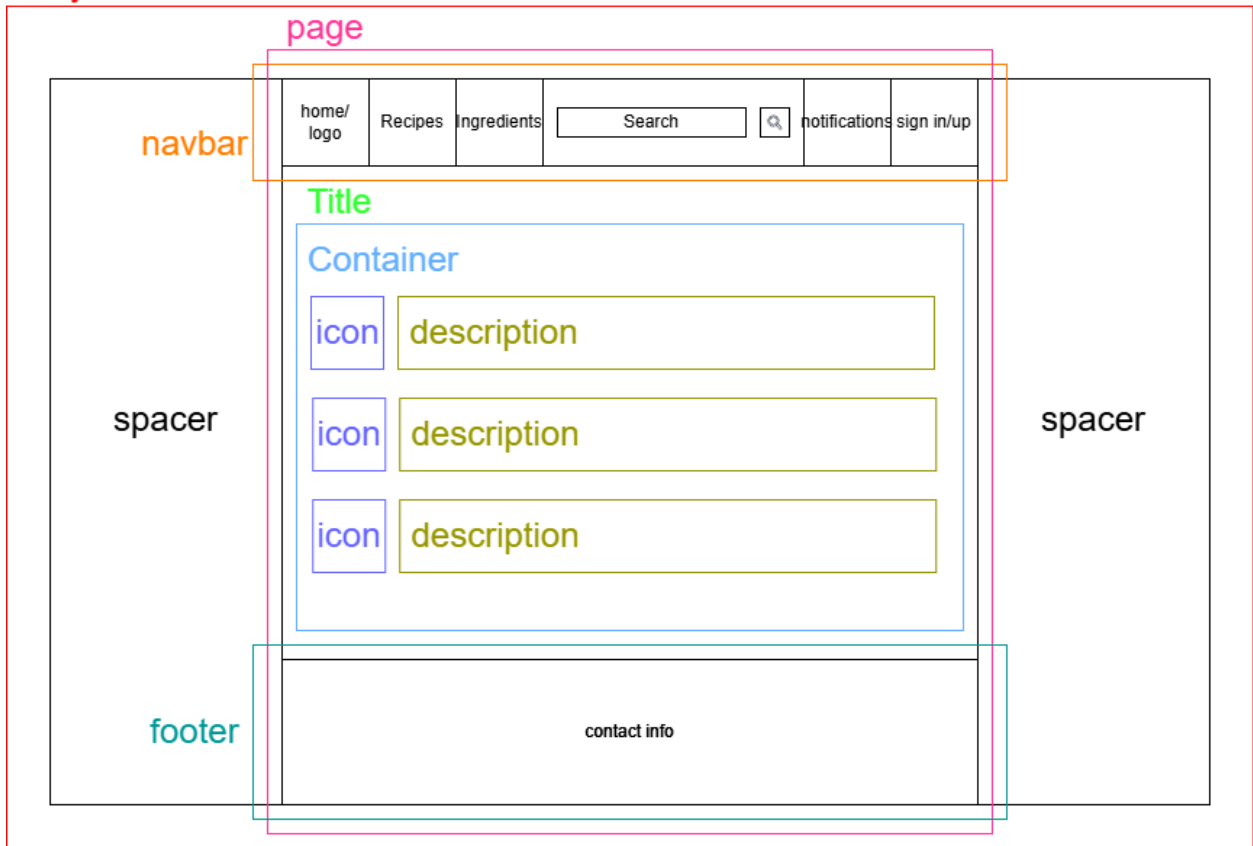 page
navbar
home/
logo
Recipes
Ingredients
Search
notifications
sign in/up
Title
Container
icon
description
spacer
icon
description
spacer
icon
description
footer
contact info